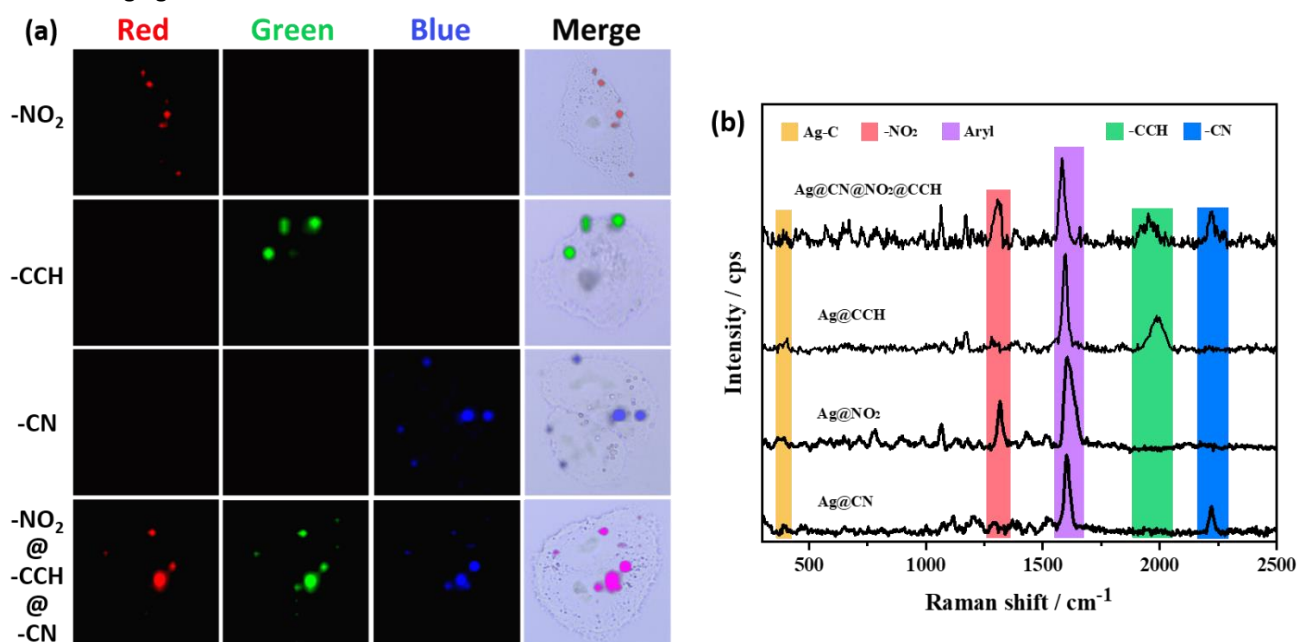 (a) Red Green Blue Merge
-NO₂
-CCH
-CN
-NO₂
@
-CCH
@
-CN
(b)
Ag-C -NO₂ Aryl -CCH -CN
Ag@CN@NO₂@CCH
Ag@CCH
Ag@NO₂
Ag@CN
Intensity / cps
500 1000 1500 2000 2500
Raman shift / cm⁻¹